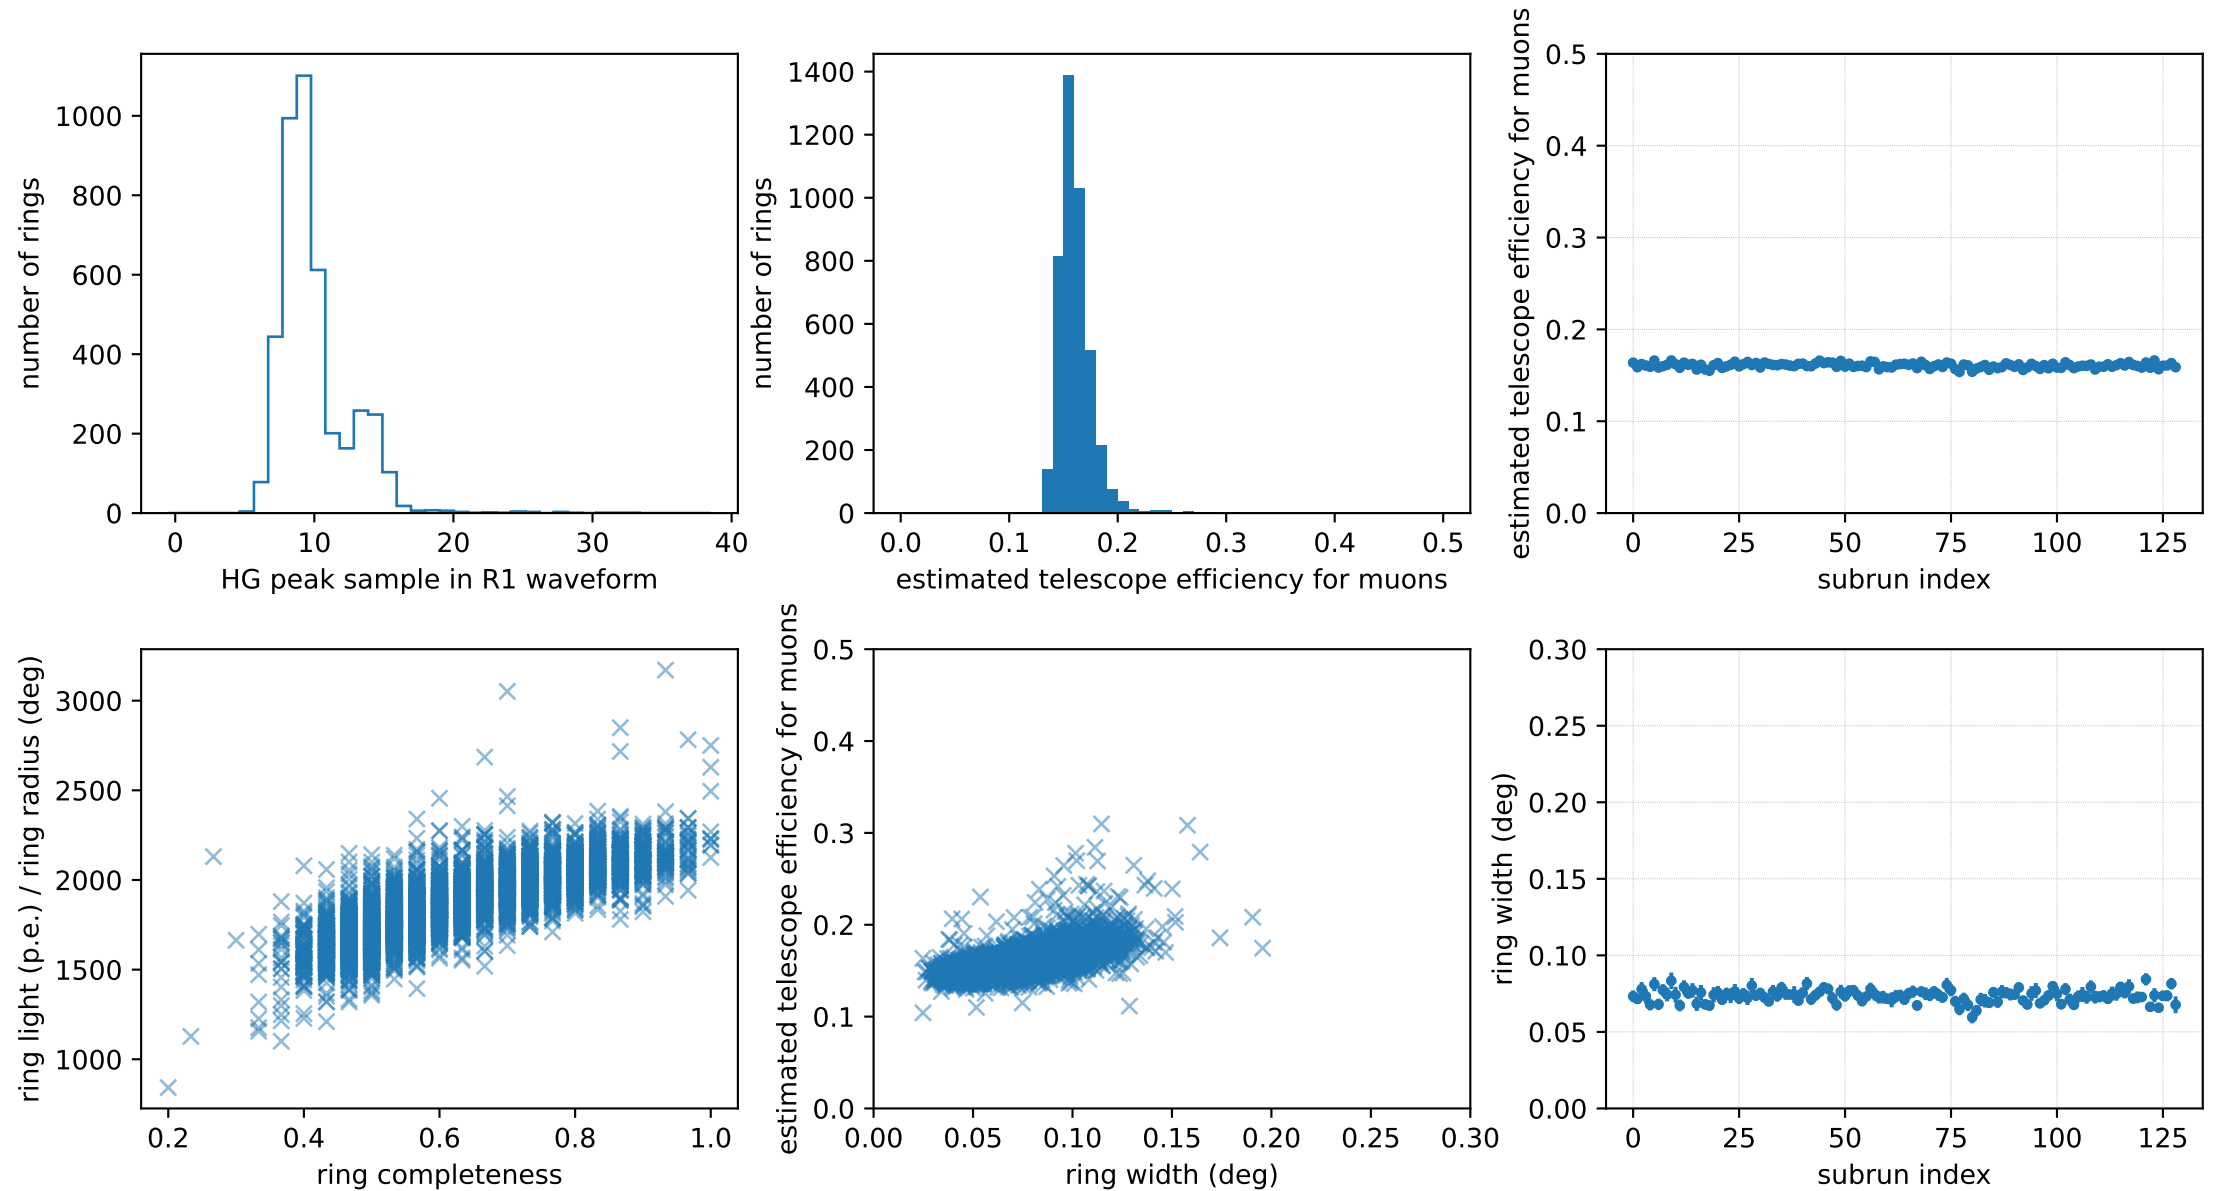 number of rings
1000
800
600
400
200
0
0 10 20 30 40
HG peak sample in R1 waveform
number of rings
1400
1200
1000
800
600
400
200
0
0.0 0.1 0.2 0.3 0.4 0.5
estimated telescope efficiency for muons
estimated telescope efficiency for muons
0.5
0.4
0.3
0.2
0.1
0.0
0 25 50 75 100 125
subrun index
ring light (p.e.) / ring radius (deg)
3000
2500
2000
1500
1000
0.2 0.4 0.6 0.8 1.0
ring completeness
estimated telescope efficiency for muons
0.5
0.4
0.3
0.2
0.1
0.0
0.00 0.05 0.10 0.15 0.20 0.25 0.30
ring width (deg)
ring width (deg)
0.30
0.25
0.20
0.15
0.10
0.05
0.00
0 25 50 75 100 125
subrun index